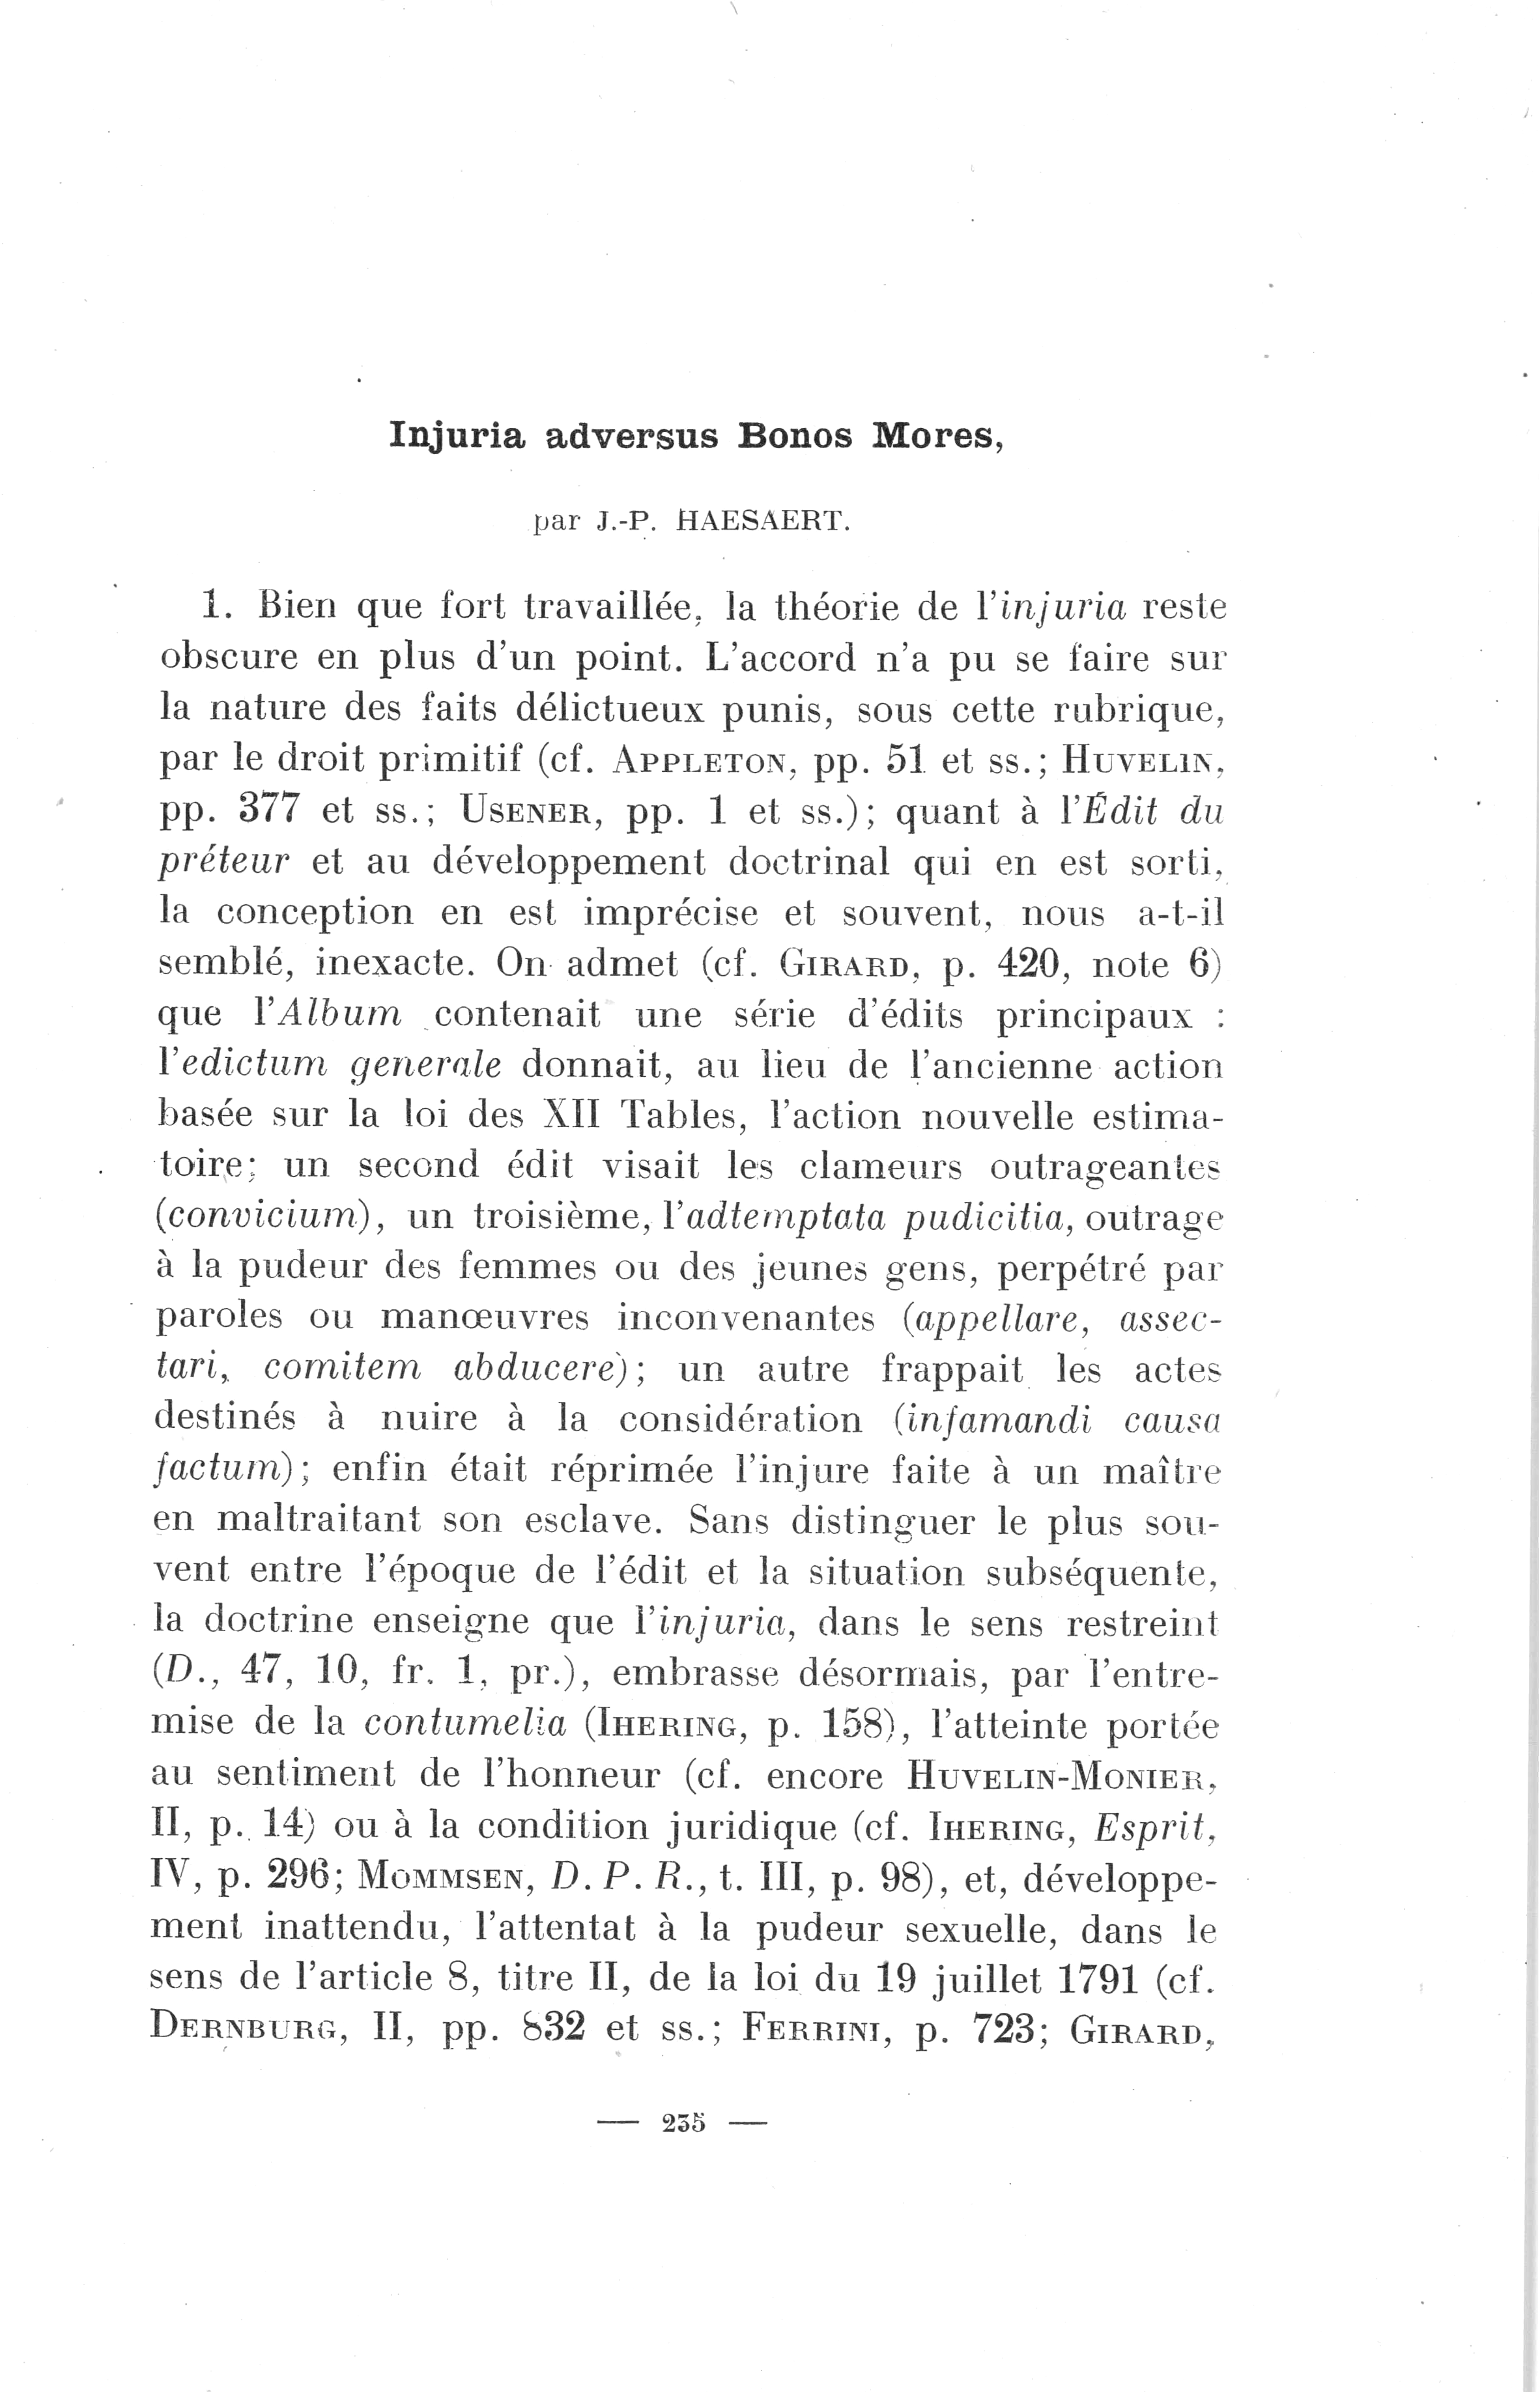 Injuria adversus Bonos Mores,
par J.-P. HAESAERT.
1. Bien que fort travaillée, la théorie de l'injuria reste
obscure en plus d'un point. L'accord n'a pu se faire sur
la nature des faits délictueux punis, sous cette rubrique,
par le droit primitif (cf. APPLETON, pp. 51 et ss.; HUVELIN,
pp. 377 et ss.; USENER, pp. 1 et ss.); quant à l'Édit du
préteur et au développement doctrinal qui en est sorti,
la conception en est imprécise et souvent, nous a-t-il
semblé, inexacte. On admet (cf. GIRARD, p. 420, note 6)
que l'Album contenait une série d'édits principaux :
l'edictum generale donnait, au lieu de l'ancienne action
basée sur la loi des XII Tables, l'action nouvelle estima-
toire; un second édit visait les clameurs outrageantes
(convicium), un troisième, l'adtemptata pudicitia, outrage
à la pudeur des femmes ou des jeunes gens, perpétré par
paroles ou manœuvres inconvenantes (appellare, assec-
tari, comitem abducere); un autre frappait les actes
destinés à nuire à la considération (infamandi causa
factum); enfin était réprimée l'injure faite à un maître
en maltraitant son esclave. Sans distinguer le plus sou-
vent entre l'époque de l'édit et la situation subséquente,
la doctrine enseigne que l'injuria, dans le sens restreint
(D., 47, 10, fr. 1, pr.), embrasse désormais, par l'entre-
mise de la contumelia (IHERING, p. 158), l'atteinte portée
au sentiment de l'honneur (cf. encore HUVELIN-MONIER,
II, p. 14) ou à la condition juridique (cf. IHERING, Esprit,
IV, p. 296; MOMMSEN, D. P. R., t. III, p. 98), et, développe-
ment inattendu, l'attentat à la pudeur sexuelle, dans le
sens de l'article 8, titre II, de la loi du 19 juillet 1791 (cf.
DERNBURG, II, pp. 832 et ss.; FERRINI, p. 723; GIRARD,
— 235 —